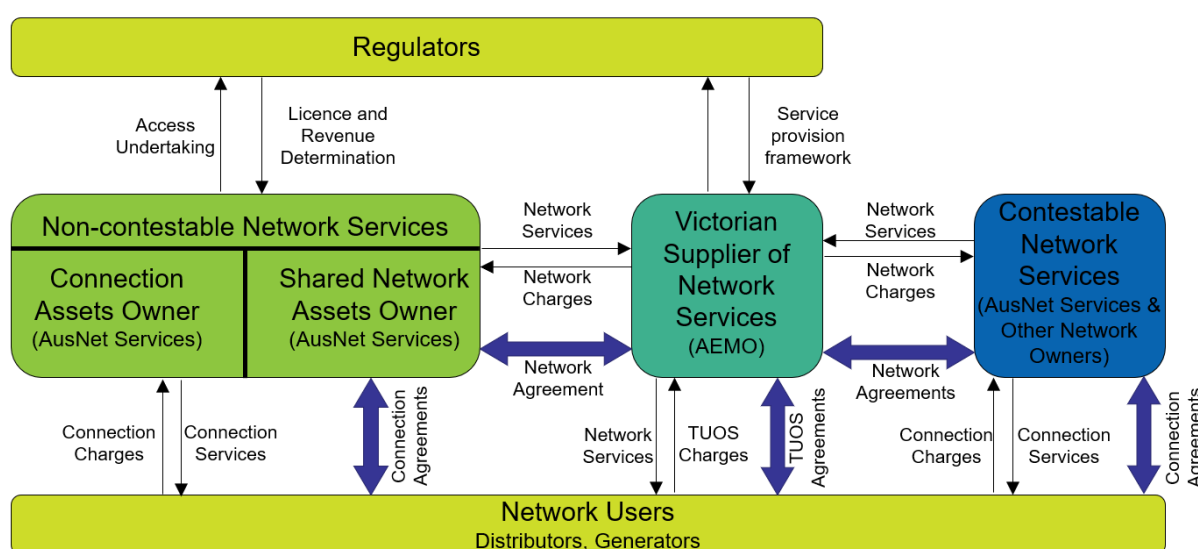 Regulators
Access
Undertaking
Licence and
Revenue
Determination
Service
provision
framework
Non-contestable Network Services
Connection
Assets Owner
(AusNet Services)
Shared Network
Assets Owner
(AusNet Services)
Network
Services
Network
Charges
Network
Agreement
Victorian
Supplier of
Network
Services
(AEMO)
Network
Services
Network
Charges
Network
Agreements
Contestable
Network
Services
(AusNet Services &
Other Network
Owners)
Connection
Charges
Connection
Services
Connection
Agreements
Network
Services
TUOS
Charges
TUOS
Agreements
Connection
Charges
Connection
Services
Connection
Agreements
Network Users
Distributors, Generators